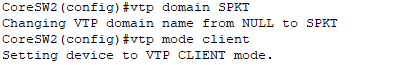 CoreSW2(config)#vtp domain SPKT
Changing VTP domain name from NULL to SPKT
CoreSW2(config)#vtp mode client
Setting device to VTP CLIENT mode.